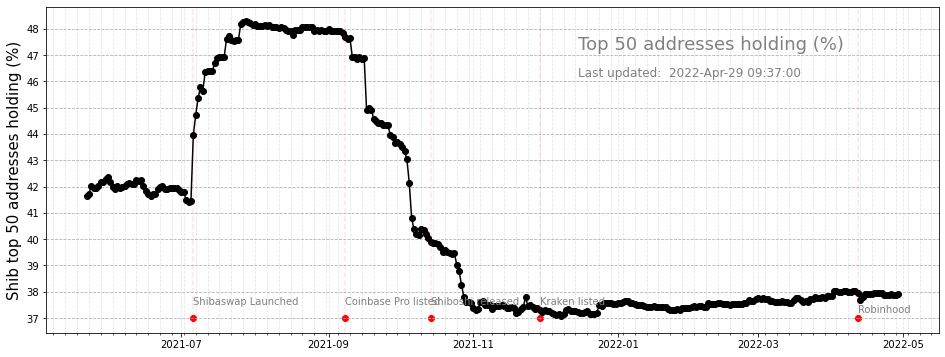 Top 50 addresses holding (%)
Last updated:  2022-Apr-29 09:37:00
Shib top 50 addresses holding (%)
48
47
46
45
44
43
42
41
40
39
38
37
Shibaswap Launched
Coinbase Pro listed
Shiboshi released
Kraken listed
Robinhood
2021-07
2021-09
2021-11
2022-01
2022-03
2022-05